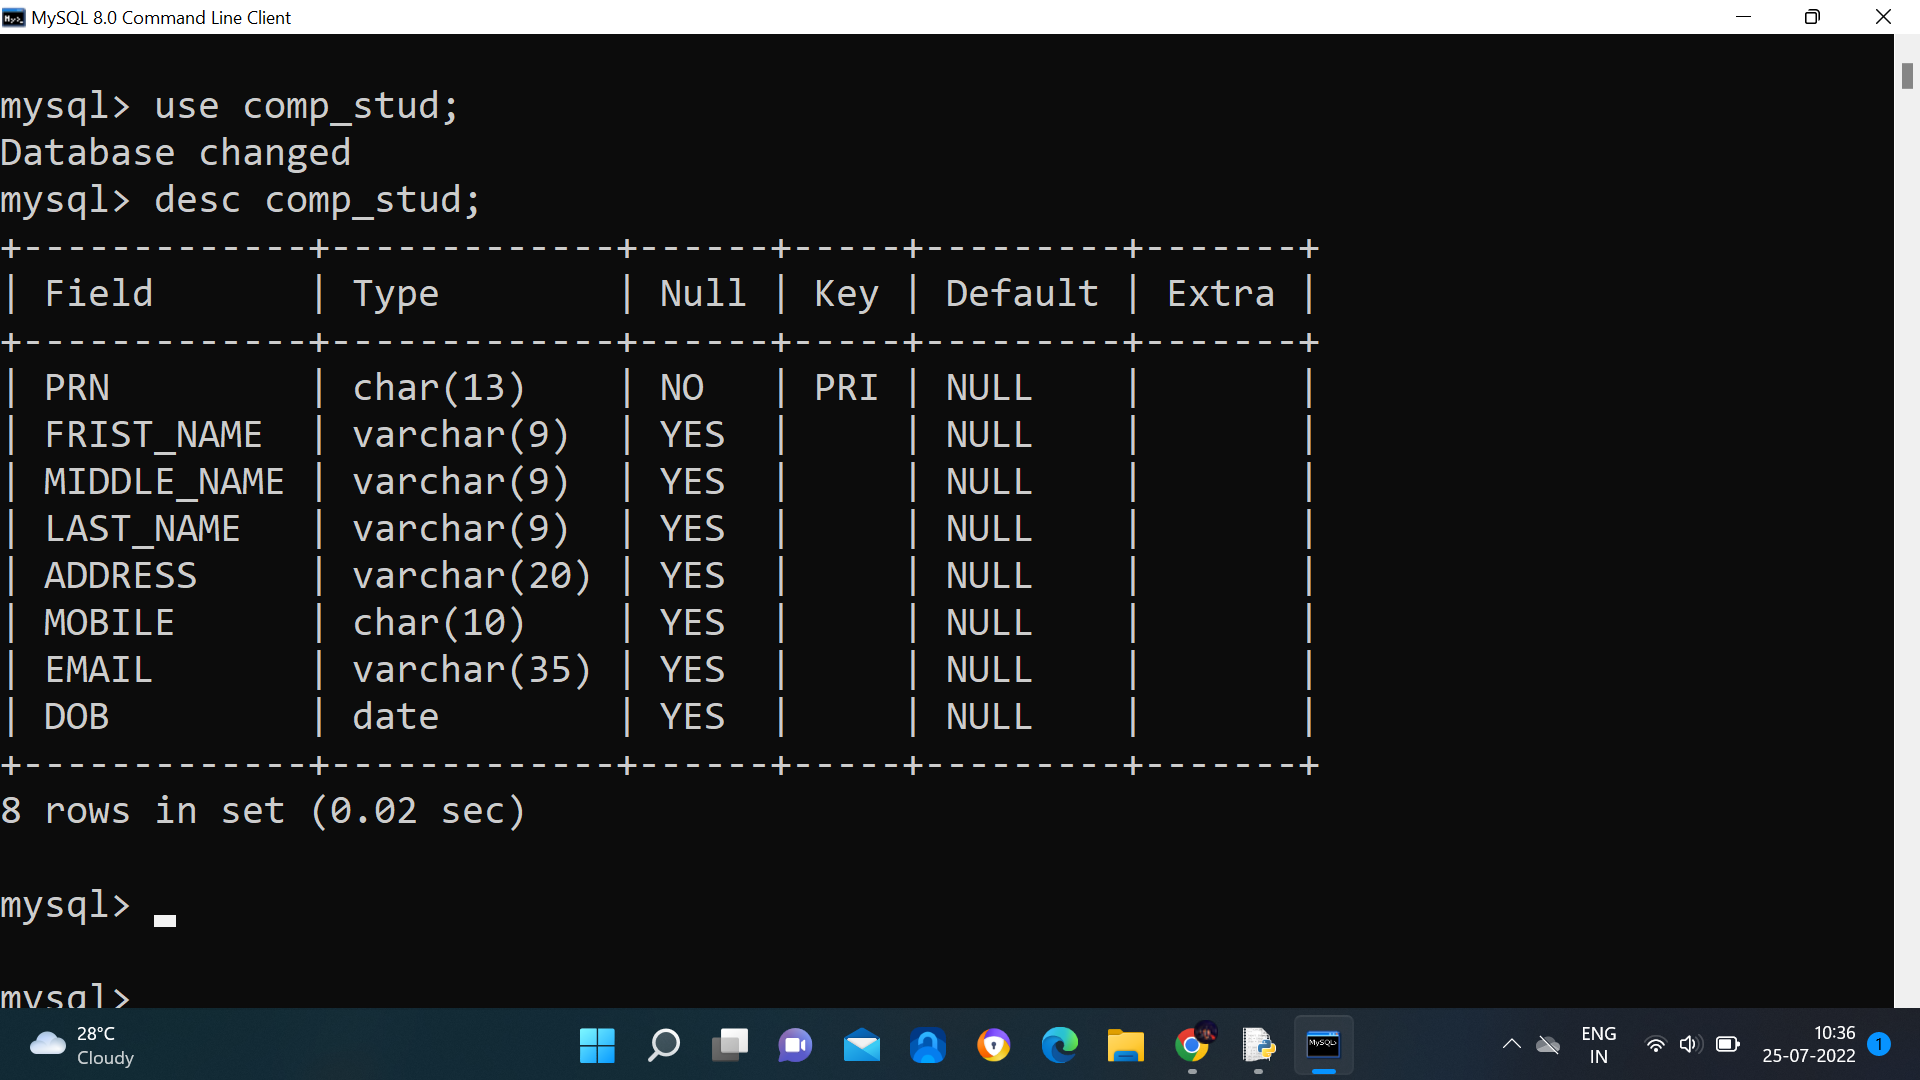 MySQL 8.0 Command Line Client
mysql> use comp_stud;
Database changed
mysql> desc comp_stud;
+-------------+-------------+------+-----+---------+-------+
| Field       | Type        | Null | Key | Default | Extra |
+-------------+-------------+------+-----+---------+-------+
| PRN         | char(13)    | NO   | PRI | NULL    |       |
| FRIST_NAME  | varchar(9)  | YES  |     | NULL    |       |
| MIDDLE_NAME | varchar(9)  | YES  |     | NULL    |       |
| LAST_NAME   | varchar(9)  | YES  |     | NULL    |       |
| ADDRESS     | varchar(20) | YES  |     | NULL    |       |
| MOBILE      | char(10)    | YES  |     | NULL    |       |
| EMAIL       | varchar(35) | YES  |     | NULL    |       |
| DOB         | date        | YES  |     | NULL    |       |
+-------------+-------------+------+-----+---------+-------+
8 rows in set (0.02 sec)
mysql>
mysql>
28°C
Cloudy
MySQL>
ENG
IN
10:36
25-07-2022
1